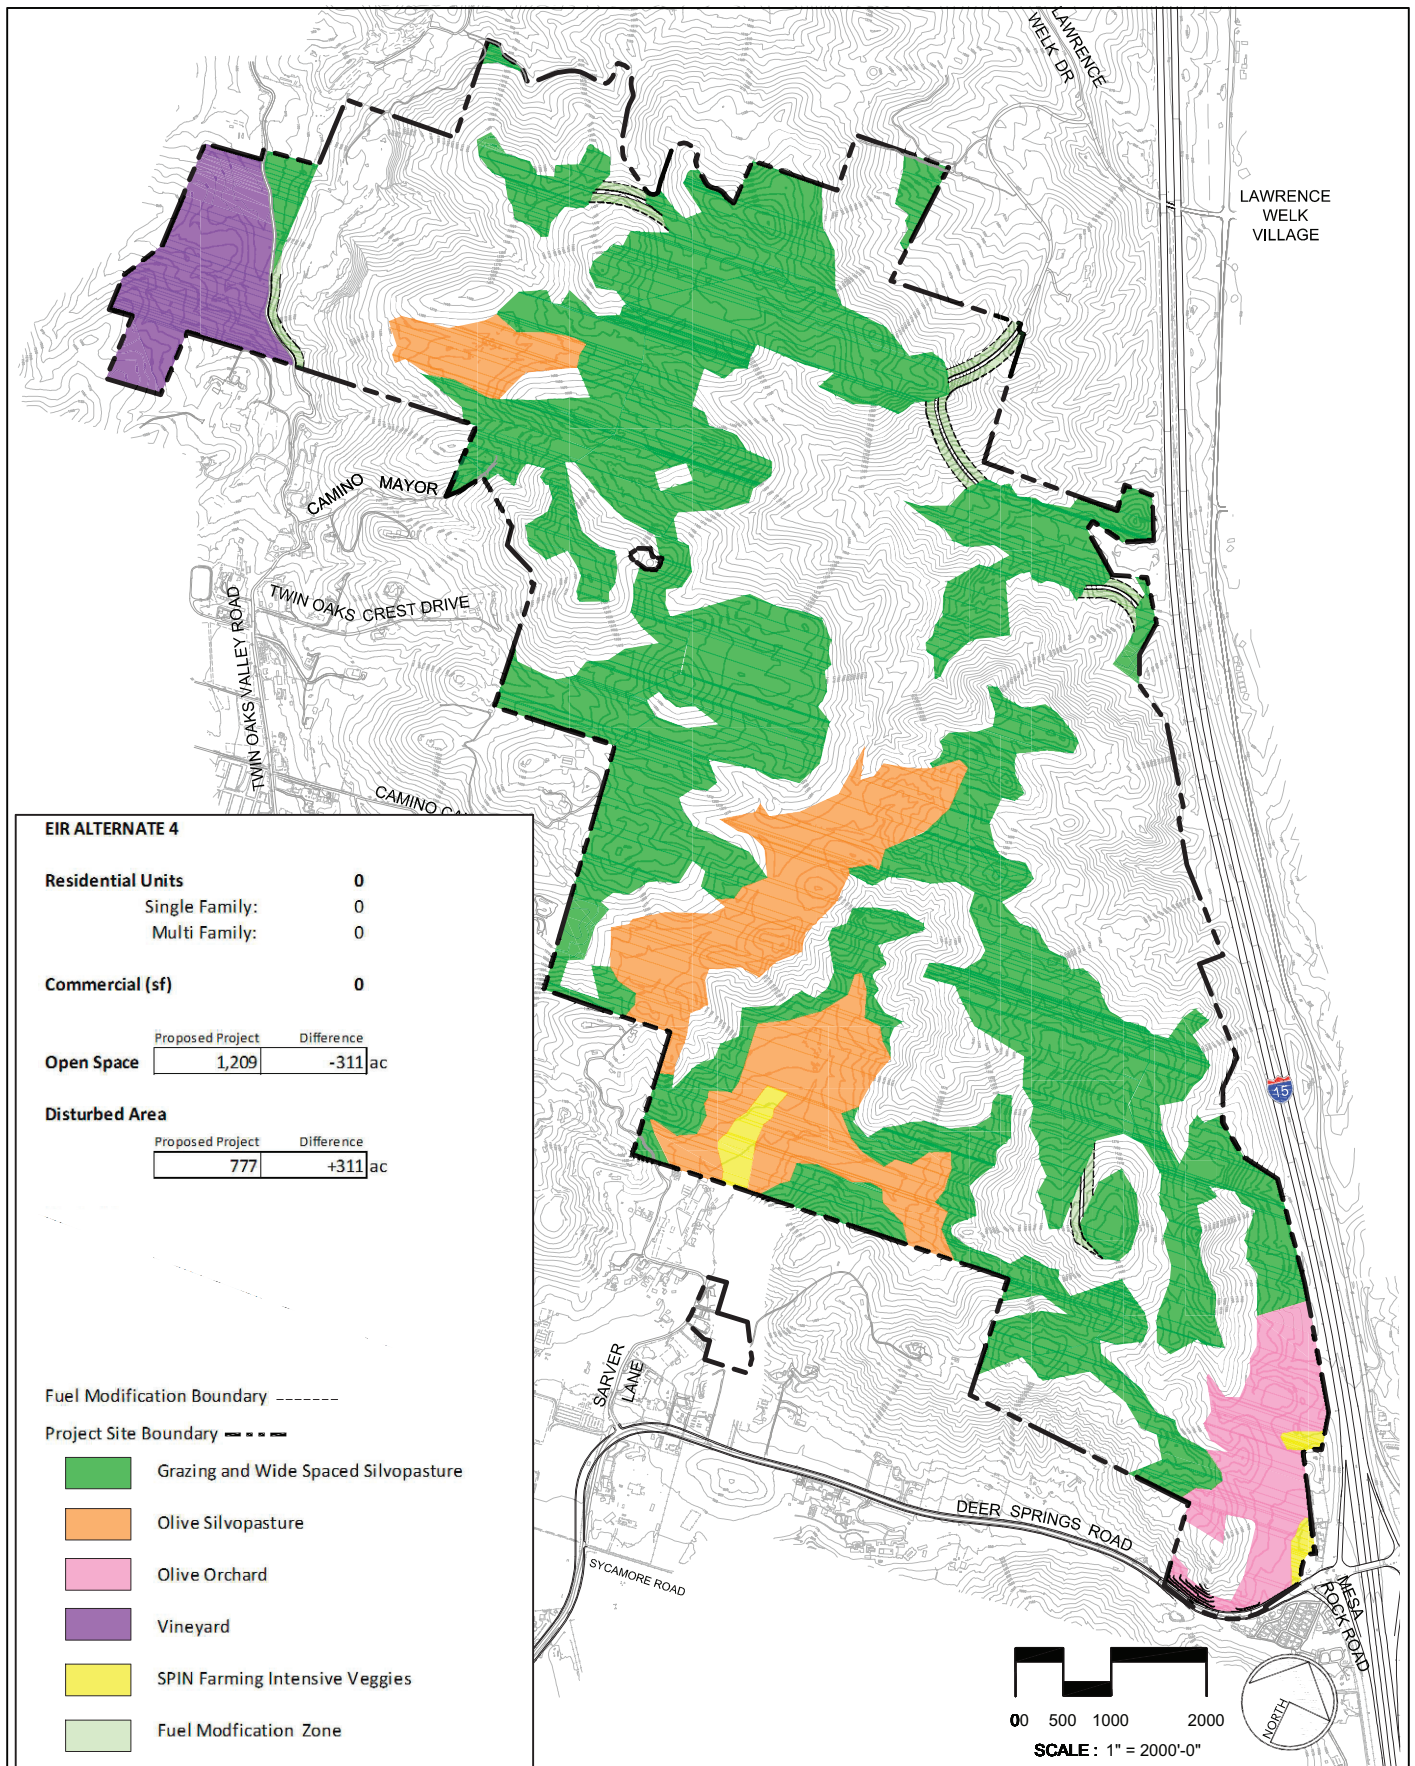 LAWRENCE
WELK DR
LAWRENCE
WELK
VILLAGE
CAMINO MAYOR
TWIN OAKS CREST DRIVE
TWIN OAKS VALLEY ROAD
CAMINO
EIR ALTERNATE 4
Residential Units 0
Single Family: 0
Multi Family: 0
Commercial (sf) 0
Proposed Project Difference
Open Space 1,209 -311 ac
Disturbed Area
Proposed Project Difference
777 +311 ac
15
SARVER
LANE
DEER SPRINGS ROAD
SYCAMORE ROAD
MESA
ROCK ROAD
Fuel Modification Boundary
Project Site Boundary
Grazing and Wide Spaced Silvopasture
Olive Silvopasture
Olive Orchard
Vineyard
SPIN Farming Intensive Veggies
Fuel Modfication Zone
00 500 1000 2000
SCALE : 1" = 2000'-0"
NORTH